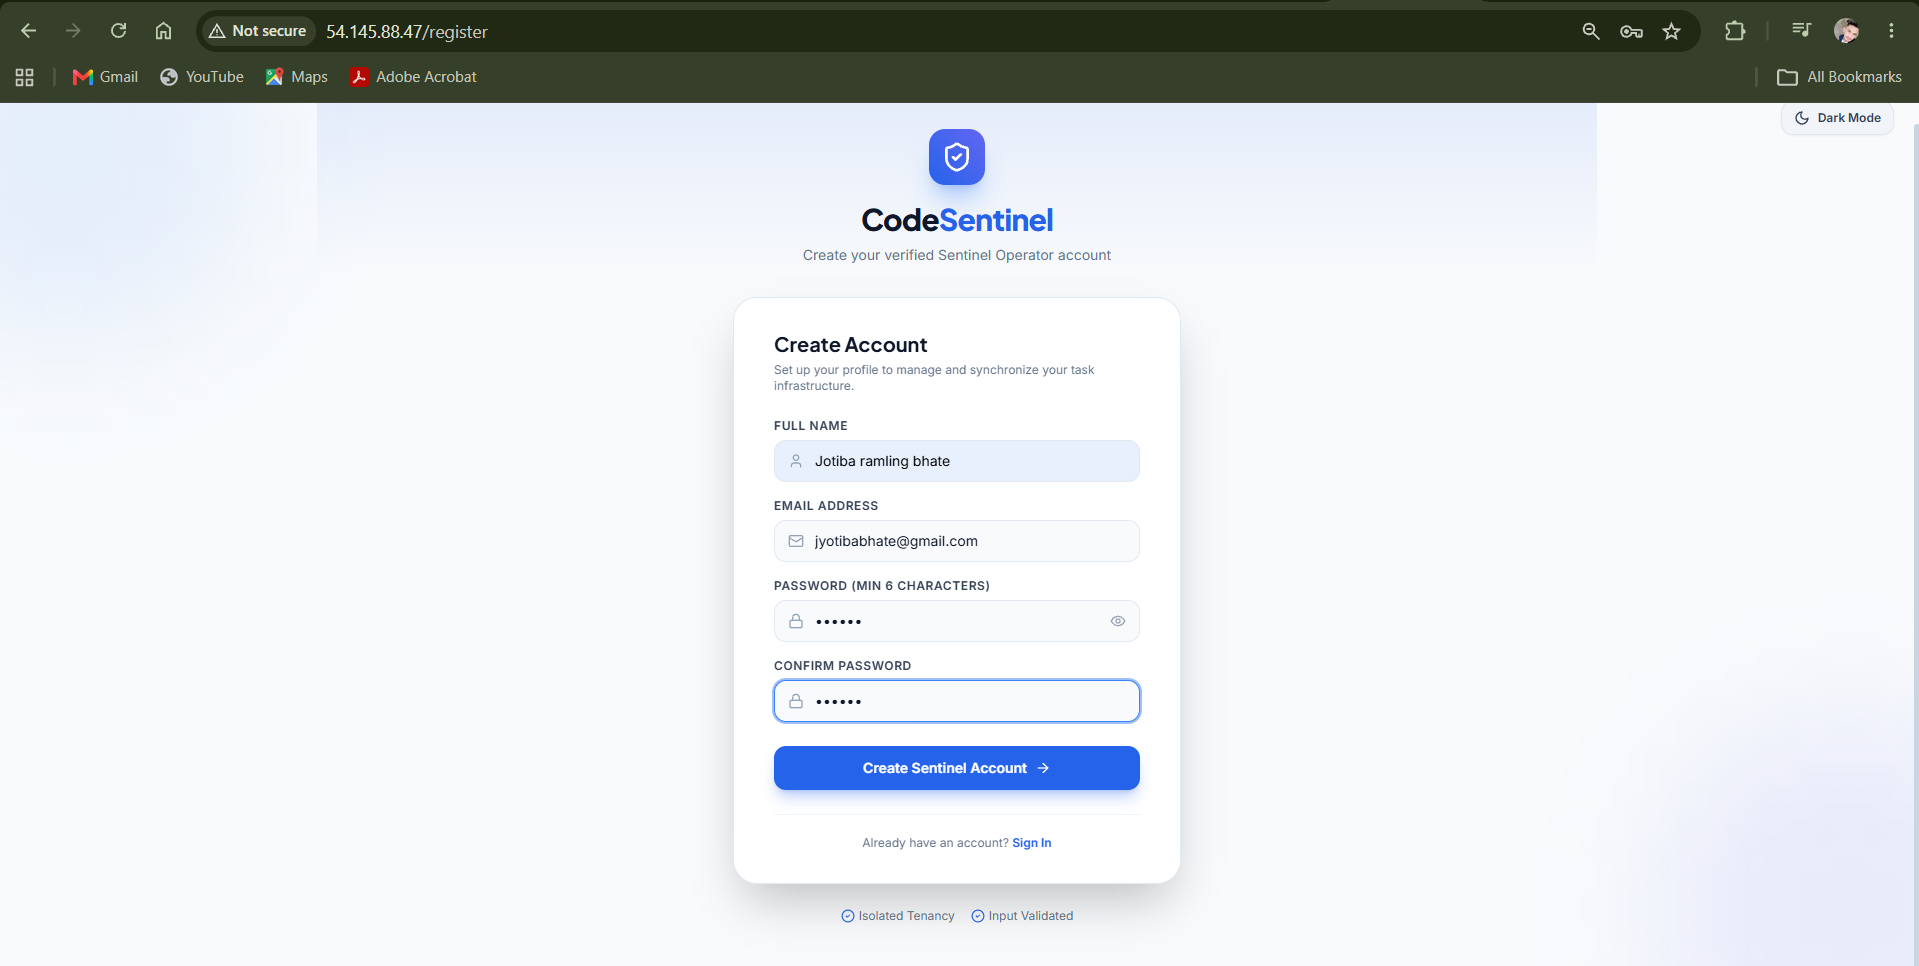 Not secure 54.145.88.47/register
Gmail YouTube Maps Adobe Acrobat All Bookmarks
Dark Mode
CodeSentinel
Create your verified Sentinel Operator account
Create Account
Set up your profile to manage and synchronize your task
infrastructure.
FULL NAME
Jotiba ramling bhate
EMAIL ADDRESS
jyotibabhate@gmail.com
PASSWORD (MIN 6 CHARACTERS)
••••••
CONFIRM PASSWORD
••••••
Create Sentinel Account →
Already have an account? Sign In
Isolated Tenancy Input Validated